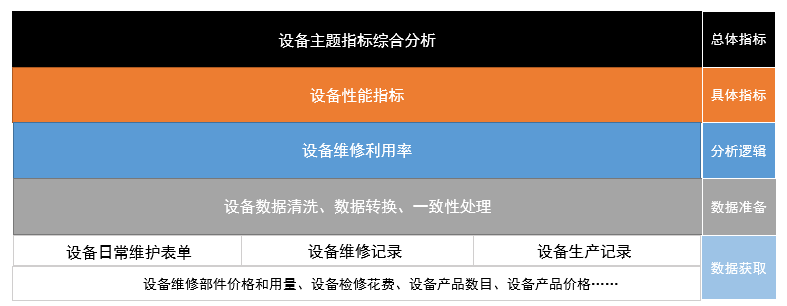 设备主题指标综合分析 总体指标
设备性能指标 具体指标
设备维修利用率 分析逻辑
设备数据清洗、数据转换、一致性处理 数据准备
设备日常维护表单 设备维修记录 设备生产记录
数据获取
设备维修部件价格和用量、设备检修花费、设备产品数目、设备产品价格……